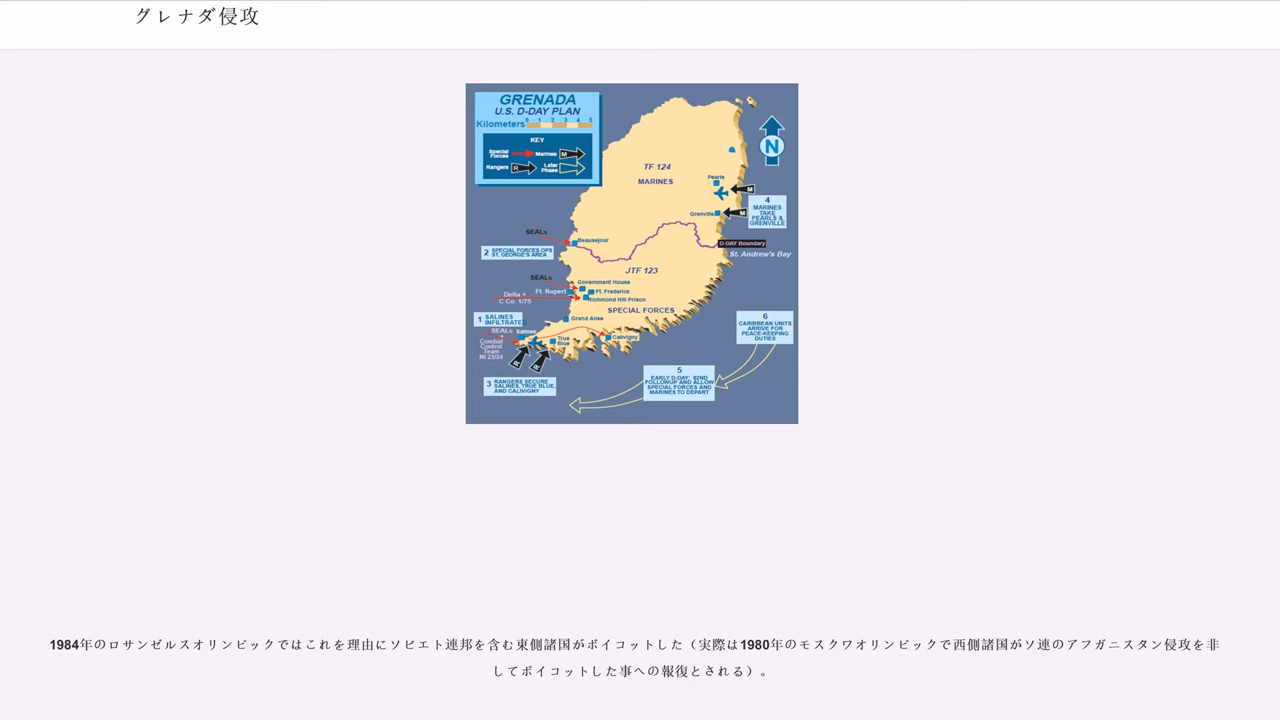 グレナダ侵攻
GRENADA
U.S. D-DAY PLAN
Kilometers 0 1 2 3 4 5
KEY
Special Forces
Marines M
Rangers R
Later Phase
N
TF 124
MARINES
Pearls
M
Grenville
M
4
MARINES
TAKE
PEARLS &
GRENVILLE
SEALs
Beausejour
2 SPECIAL FORCES OPS
ST. GEORGE'S AREA
D-DAY Boundary
St. Andrew's Bay
JTF 123
SEALs
Government House
Ft. Rupert
Ft. Frederick
Delta +
C Co. 1/75
Richmond Hill Prison
SPECIAL FORCES
1 SALINES
INFILTRATED
Grand Anse
SEALs
Salines
True
Blue
Calivigny
Combat
Control
Team
R
R
3 RANGERS SECURE
SALINES, TRUE BLUE,
AND CALIVIGNY
6
CARIBBEAN UNITS
ARRIVE FOR
PEACE-KEEPING
DUTIES
5
EARLY D-DAY: 82ND
FOLLOWUP AND ALLOW
SPECIAL FORCES AND
MARINES TO DEPART
1984年のロサンゼルスオリンピックではこれを理由にソビエト連邦を含む東側諸国がボイコットした（実際は1980年のモスクワオリンピックで西側諸国がソ連のアフガニスタン侵攻を非
してボイコットした事への報復とされる）。